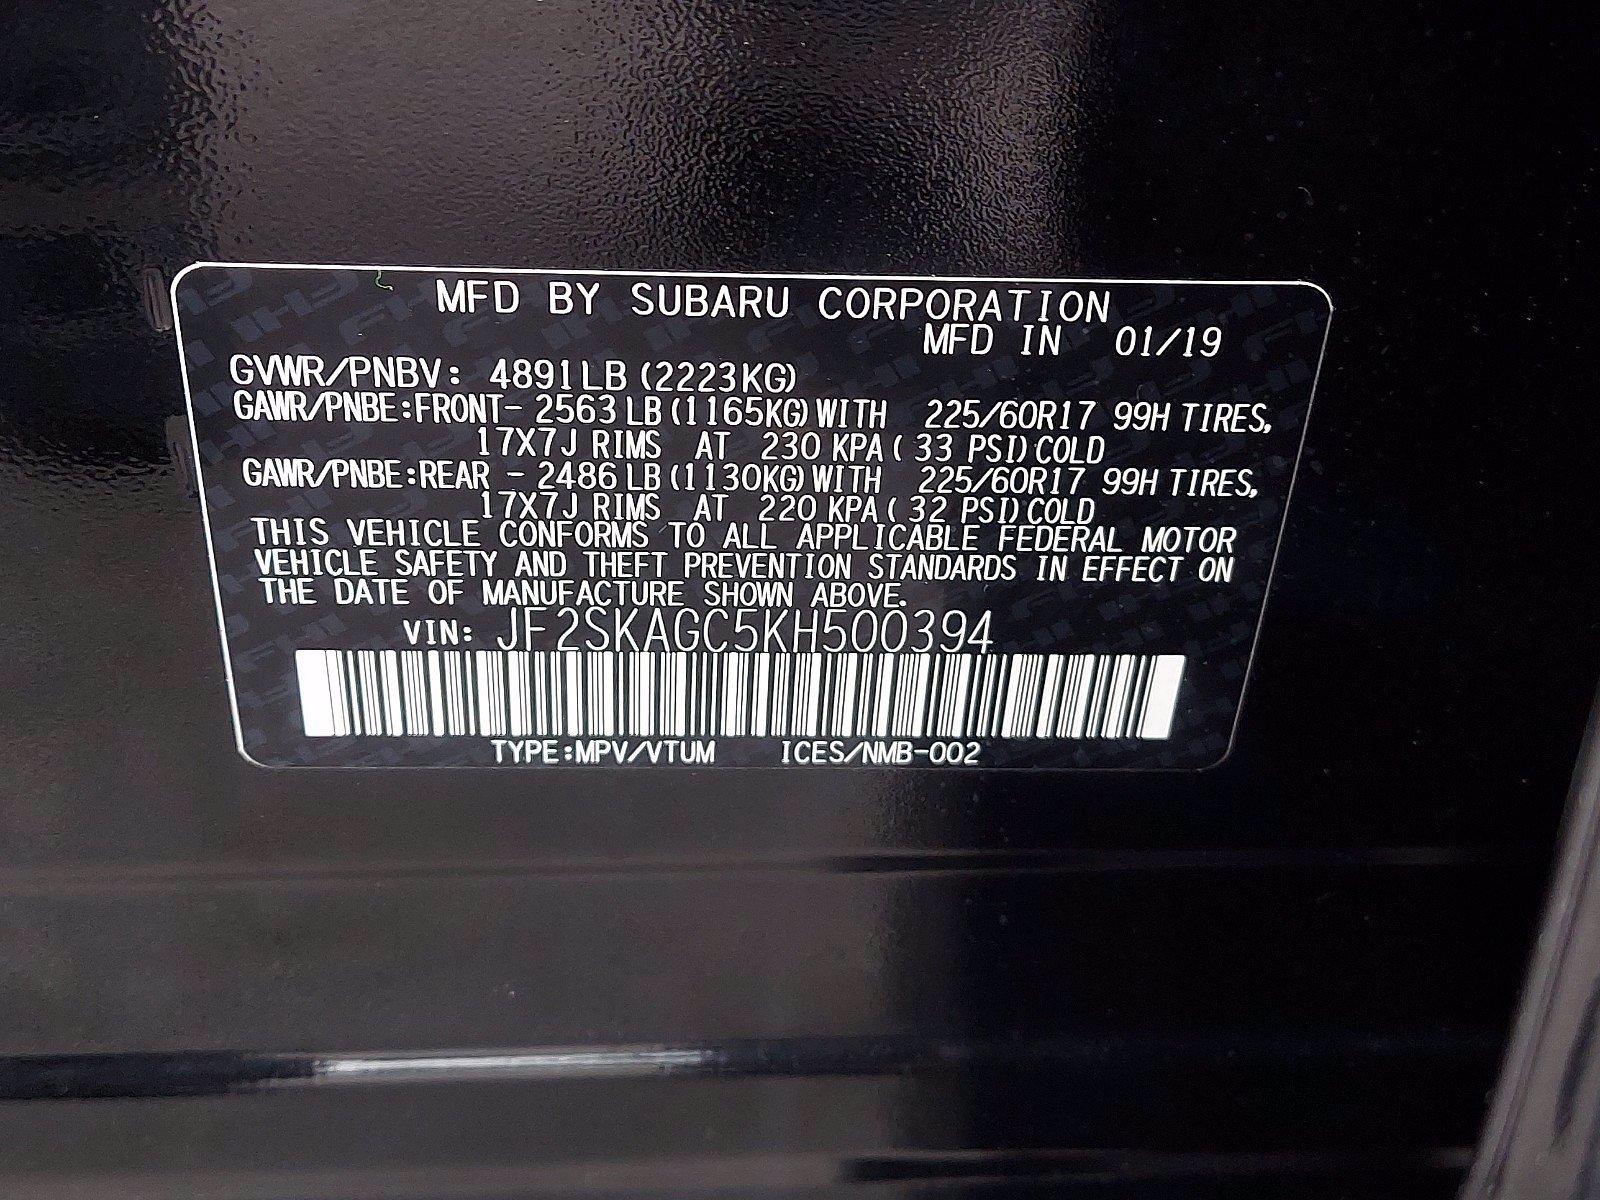 MFD BY SUBARU CORPORATION
MFD IN 01/19
GVWR/PNBV: 4891LB (2223KG)
GAWR/PNBE:FRONT- 2563 LB (1165KG) WITH 225/60R17 99H TIRES,
17X7J RIMS AT 230 KPA ( 33 PSI) COLD
GAWR/PNBE:REAR - 2486 LB (1130KG) WITH 225/60R17 99H TIRES,
17X7J RIMS AT 220 KPA ( 32 PSI) COLD
THIS VEHICLE CONFORMS TO ALL APPLICABLE FEDERAL MOTOR
VEHICLE SAFETY AND THEFT PREVENTION STANDARDS IN EFFECT ON
THE DATE OF MANUFACTURE SHOWN ABOVE.
VIN: JF2SKAGC5KH500394
TYPE:MPV/VTUM ICES/NMB-002